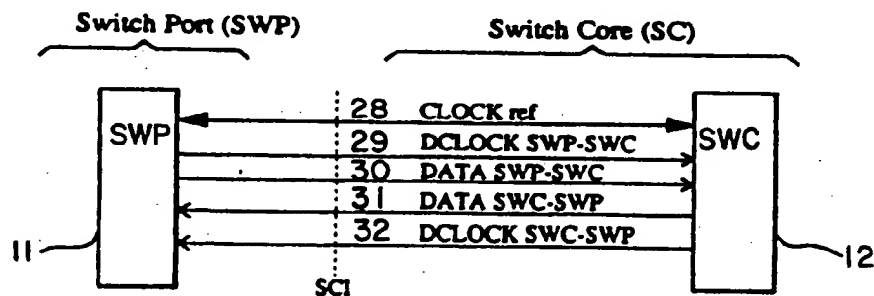 Switch Port (SWP)
Switch Core (SC)
SWP
28 CLOCK ref
SWC
29 DCLOCK SWP-SWC
30 DATA SWP-SWC
31 DATA SWC-SWP
32 DCLOCK SWC-SWP
11
12
SCI